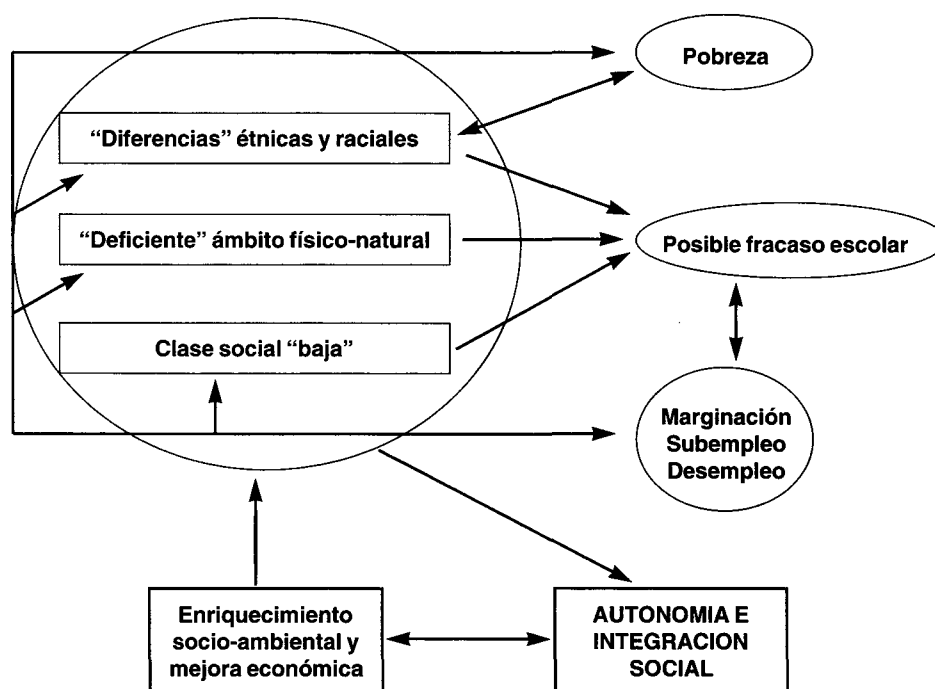 Pobreza
“Diferencias” étnicas y raciales
“Deficiente” ámbito físico-natural
Posible fracaso escolar
Clase social “baja”
Marginación
Subempleo
Desempleo
Enriquecimiento
socio-ambiental y
mejora económica
AUTONOMIA E
INTEGRACION
SOCIAL